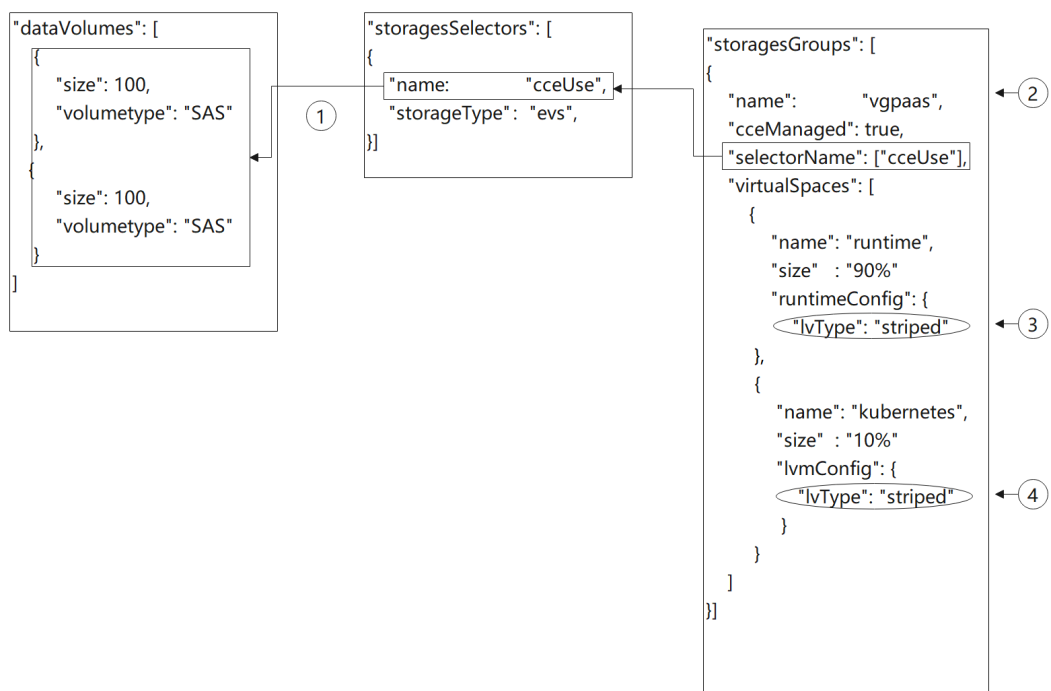 "dataVolumes": [
{
"size": 100,
"volumetype": "SAS"
},
{
"size": 100,
"volumetype": "SAS"
}
]
1
"storagesSelectors": [
{
"name: "cceUse",
"storageType": "evs",
}]
"storagesGroups": [
{
"name": "vgpaas",
"cceManaged": true,
"selectorName": ["cceUse"],
"virtualSpaces": [
{
"name": "runtime",
"size" : "90%"
"runtimeConfig": {
"lvType": "striped"
},
{
"name": "kubernetes",
"size" : "10%"
"lvmConfig": {
"lvType": "striped"
}
}
]
}]
2
3
4